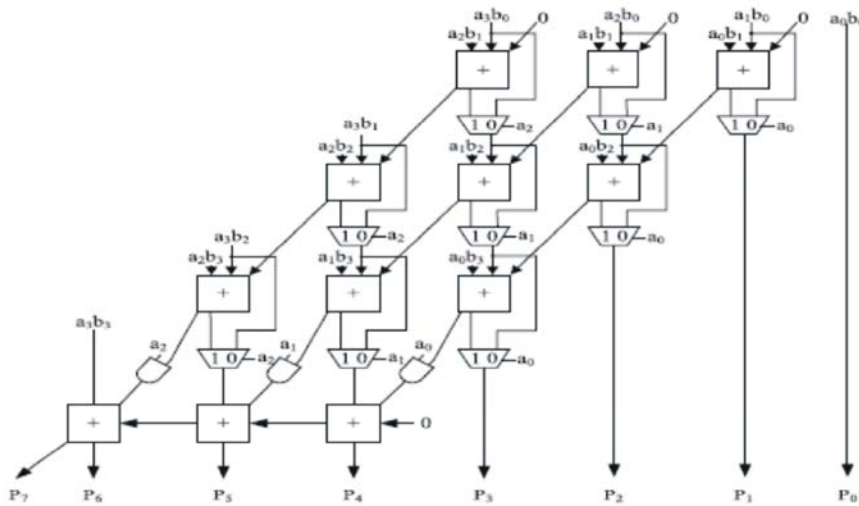 a₃b₀ 0 a₂b₀ 0 a₁b₀ 0 a₀b
a₂b₁ a₁b₁ a₀b₁
+ + +
1 0 a₂ 1 0 a₁ 1 0 a₀
a₃b₁
a₂b₂ a₁b₂ a₀b₂
+ + +
1 0 a₂ 1 0 a₁ 1 0 a₀
a₃b₂
a₂b₃ a₁b₃ a₀b₃
+ + +
a₃b₃
a₂ 1 0 a₂ a₁ 1 0 a₁ a₀ 1 0 a₀
+ + + 0
P₇ P₆ P₅ P₄ P₃ P₂ P₁ P₀